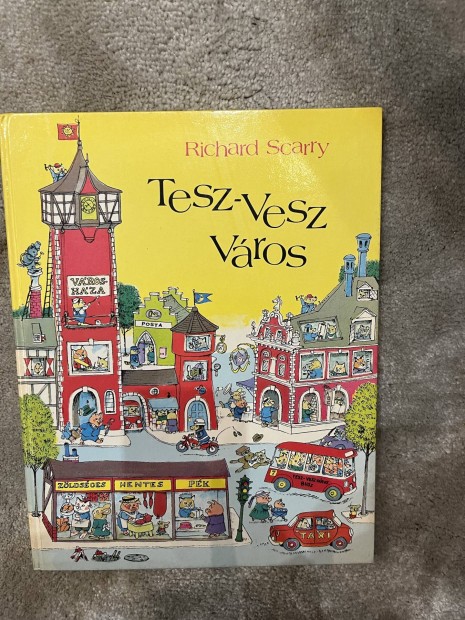 Richard Scarry
Tesz-Vesz
Város
VÁROS-
HÁZA
POSTA
ZÖLDSÉGES
HENTES
PÉK
TAXI